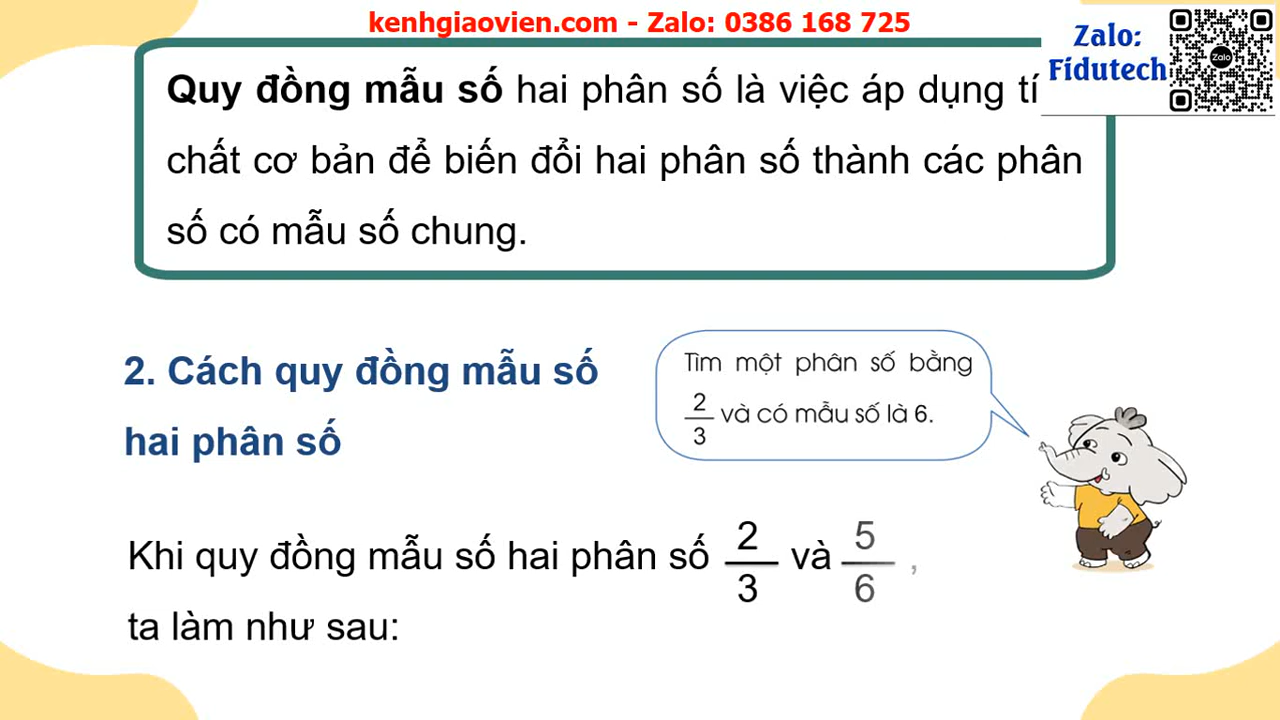 kenhgiaovien.com - Zalo: 0386 168 725
Zalo:
Fidutech
Zalo
Quy đồng mẫu số hai phân số là việc áp dụng
chất cơ bản để biến đổi hai phân số thành các phân
số có mẫu số chung.
2. Cách quy đồng mẫu số
hai phân số
Tìm một phân số bằng
2/3 và có mẫu số là 6.
Khi quy đồng mẫu số hai phân số 2/3 và 5/6 ,
ta làm như sau: